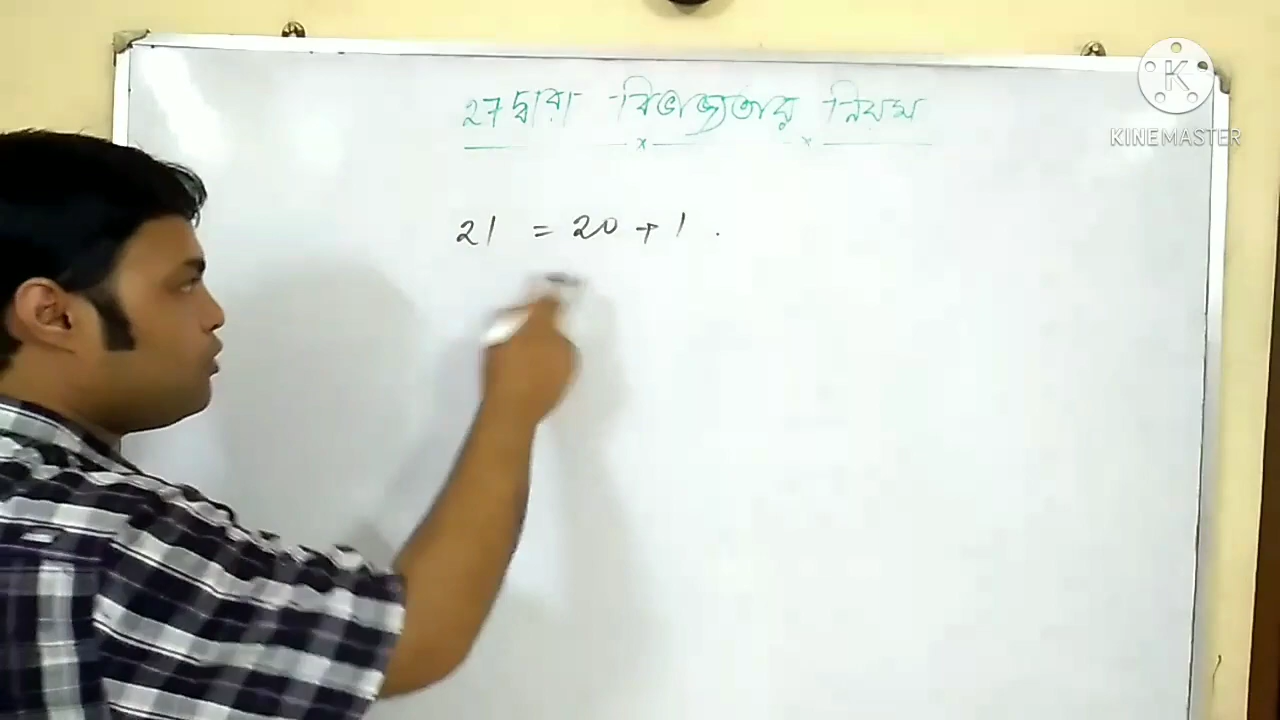 27 দ্বারা বিভাজ্যতার নিয়ম
21 = 20 + 1 .
K
KINEMASTER